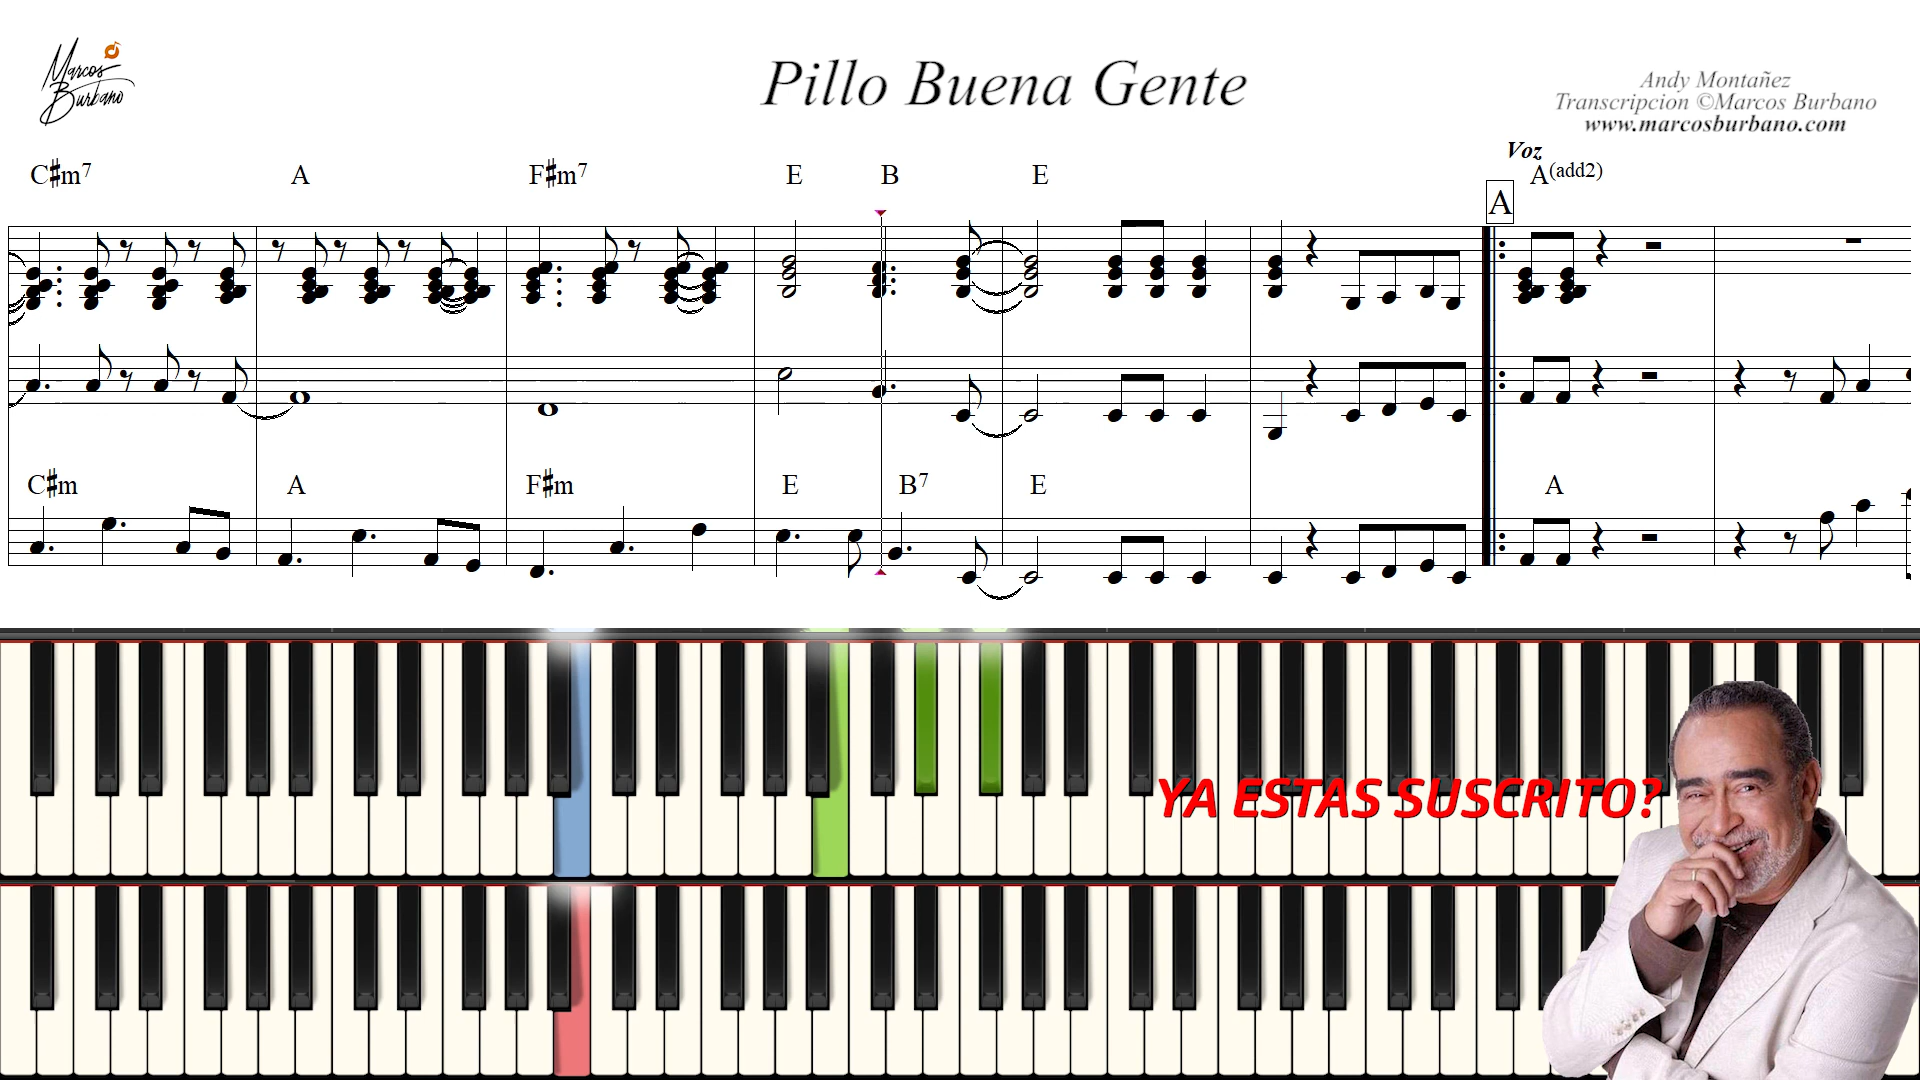 Marcos
Burbano
Pillo Buena Gente
Andy Montañez
Transcripcion ©Marcos Burbano
www.marcosburbano.com
Voz
C♯m7 A F♯m7 E B E A(add2)
A
C♯m A F♯m E B7 E A
YA ESTAS SUSCRITO?